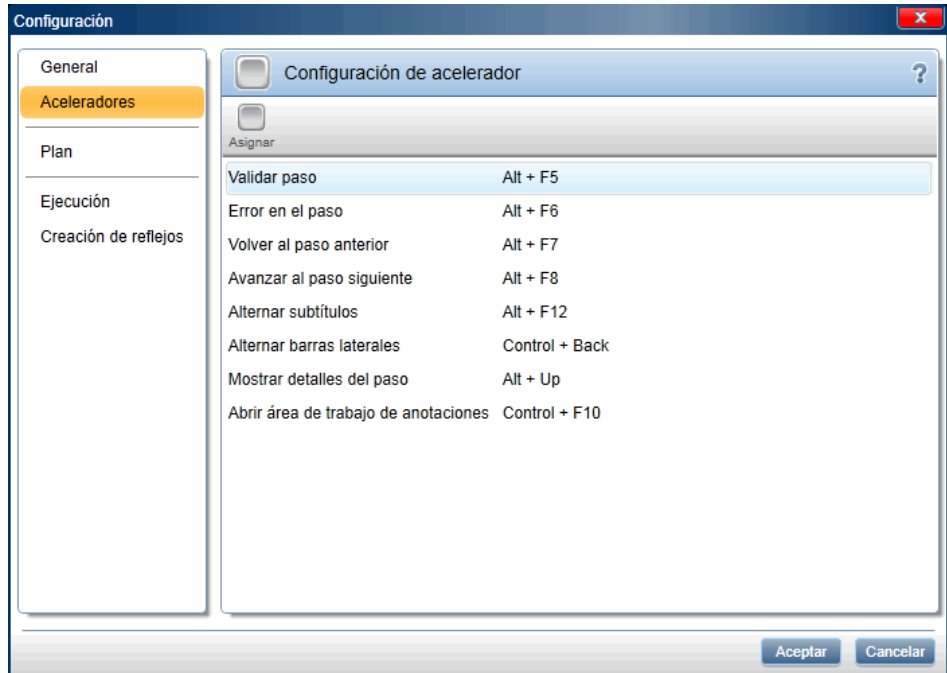 Configuración
General
Aceleradores
Plan
Ejecución
Creación de reflejos
Configuración de acelerador ?
Asignar
Validar paso Alt + F5
Error en el paso Alt + F6
Volver al paso anterior Alt + F7
Avanzar al paso siguiente Alt + F8
Alternar subtítulos Alt + F12
Alternar barras laterales Control + Back
Mostrar detalles del paso Alt + Up
Abrir área de trabajo de anotaciones Control + F10
Aceptar Cancelar